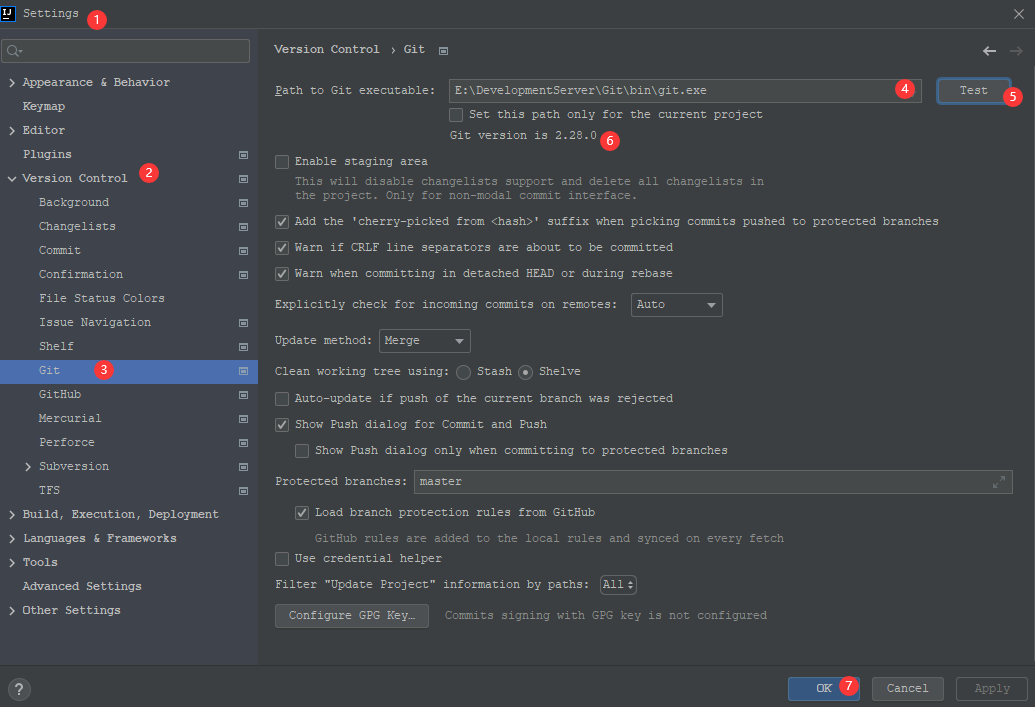 IJ Settings 1
Appearance & Behavior
Keymap
Editor
Plugins
Version Control 2
Background
Changelists
Commit
Confirmation
File Status Colors
Issue Navigation
Shelf
Git 3
GitHub
Mercurial
Perforce
Subversion
TFS
Build, Execution, Deployment
Languages & Frameworks
Tools
Advanced Settings
Other Settings
Version Control › Git
Path to Git executable: E:\DevelopmentServer\Git\bin\git.exe 4 Test 5
Set this path only for the current project
Git version is 2.28.0 6
Enable staging area
This will disable changelists support and delete all changelists in
the project. Only for non-modal commit interface.
Add the 'cherry-picked from <hash>' suffix when picking commits pushed to protected branches
Warn if CRLF line separators are about to be committed
Warn when committing in detached HEAD or during rebase
Explicitly check for incoming commits on remotes: Auto
Update method: Merge
Clean working tree using: Stash Shelve
Auto-update if push of the current branch was rejected
Show Push dialog for Commit and Push
Show Push dialog only when committing to protected branches
Protected branches: master
Load branch protection rules from GitHub
GitHub rules are added to the local rules and synced on every fetch
Use credential helper
Filter "Update Project" information by paths: All
Configure GPG Key… Commits signing with GPG key is not configured
? OK 7 Cancel Apply